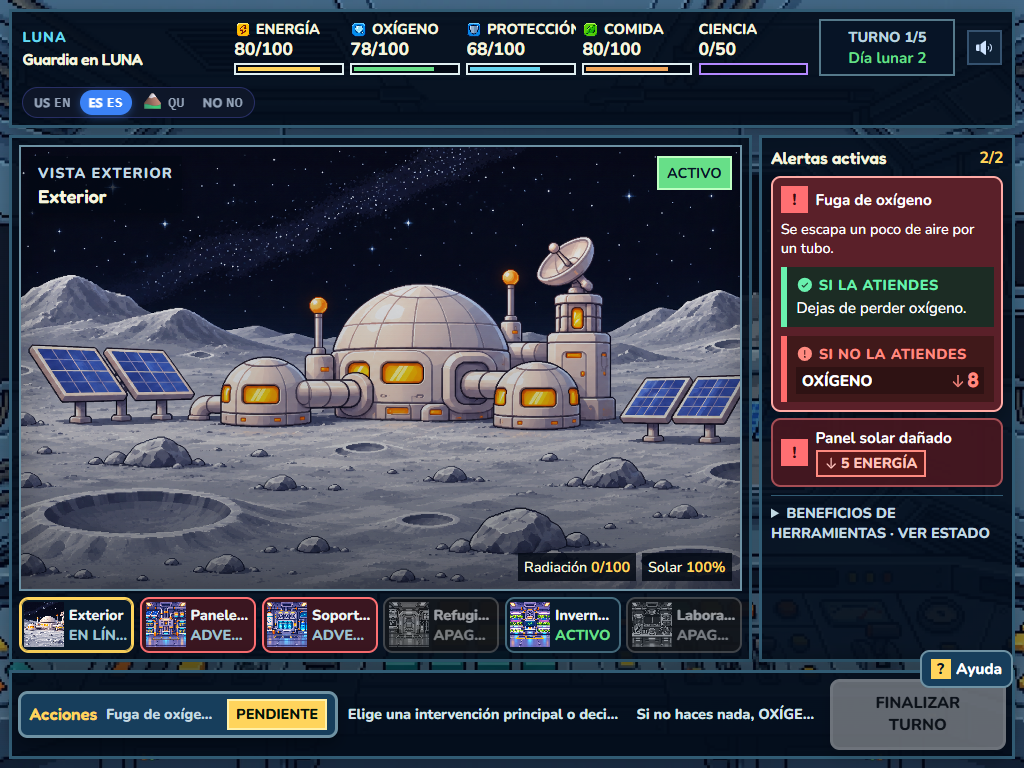 LUNA
Guardia en LUNA
ENERGÍA
80/100
OXÍGENO
78/100
PROTECCIÓN
68/100
COMIDA
80/100
CIENCIA
0/50
TURNO 1/5
Día lunar 2
US EN
ES ES
QU
NO NO
VISTA EXTERIOR
Exterior
ACTIVO
Radiación 0/100
Solar 100%
Alertas activas
2/2
! Fuga de oxígeno
Se escapa un poco de aire por
un tubo.
SI LA ATIENDES
Dejas de perder oxígeno.
! SI NO LA ATIENDES
OXÍGENO ↓8
! Panel solar dañado
↓ 5 ENERGÍA
▶ BENEFICIOS DE
HERRAMIENTAS · VER ESTADO
Exterior
EN LÍN...
Panele...
ADVE...
Soport...
ADVE...
Refugi...
APAG...
Invern...
ACTIVO
Labora...
APAG...
? Ayuda
Acciones
Fuga de oxíge...
PENDIENTE
Elige una intervención principal o deci...
Si no haces nada, OXÍGE...
FINALIZAR
TURNO